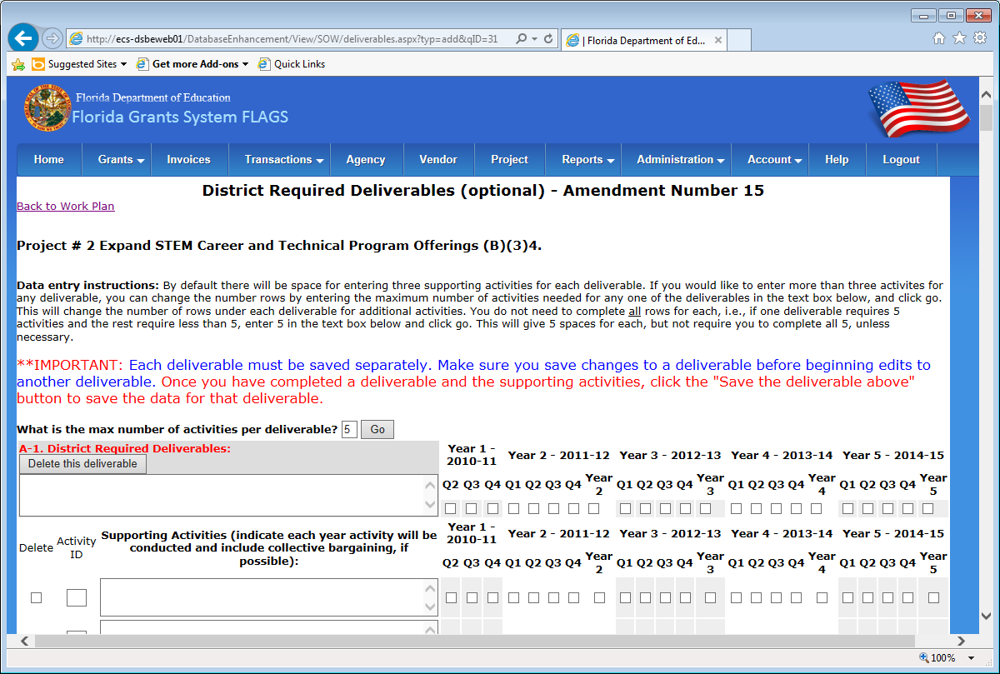 http://ecs-dsbeweb01/DatabaseEnhancement/View/SOW/deliverables.aspx?typ=add&qID=31
| Florida Department of Ed...
Suggested Sites
Get more Add-ons
Quick Links
Florida Department of Education
Florida Grants System FLAGS
Home Grants Invoices Transactions Agency Vendor Project Reports Administration Account Help Logout
District Required Deliverables (optional) - Amendment Number 15
Back to Work Plan
Project # 2 Expand STEM Career and Technical Program Offerings (B)(3)4.
Data entry instructions: By default there will be space for entering three supporting activities for each deliverable. If you would like to enter more than three activites for
any deliverable, you can change the number rows by entering the maximum number of activities needed for any one of the deliverables in the text box below, and click go.
This will change the number of rows under each deliverable for additional activities. You do not need to complete all rows for each, i.e., if one deliverable requires 5
activities and the rest require less than 5, enter 5 in the text box below and click go. This will give 5 spaces for each, but not require you to complete all 5, unless
necessary.
**IMPORTANT: Each deliverable must be saved separately. Make sure you save changes to a deliverable before beginning edits to
another deliverable. Once you have completed a deliverable and the supporting activities, click the "Save the deliverable above"
button to save the data for that deliverable.
What is the max number of activities per deliverable? 5 Go
A-1. District Required Deliverables:
Delete this deliverable
Year 1 -
2010-11
Year 2 - 2011-12 Year 3 - 2012-13 Year 4 - 2013-14 Year 5 - 2014-15
Q2 Q3 Q4 Q1 Q2 Q3 Q4 Year
2
Q1 Q2 Q3 Q4 Year
3
Q1 Q2 Q3 Q4 Year
4
Q1 Q2 Q3 Q4 Year
5
Delete
Activity
ID
Supporting Activities (indicate each year activity will be
conducted and include collective bargaining, if
possible):
Year 1 -
2010-11
Year 2 - 2011-12 Year 3 - 2012-13 Year 4 - 2013-14 Year 5 - 2014-15
Q2 Q3 Q4 Q1 Q2 Q3 Q4 Year
2
Q1 Q2 Q3 Q4 Year
3
Q1 Q2 Q3 Q4 Year
4
Q1 Q2 Q3 Q4 Year
5
100%